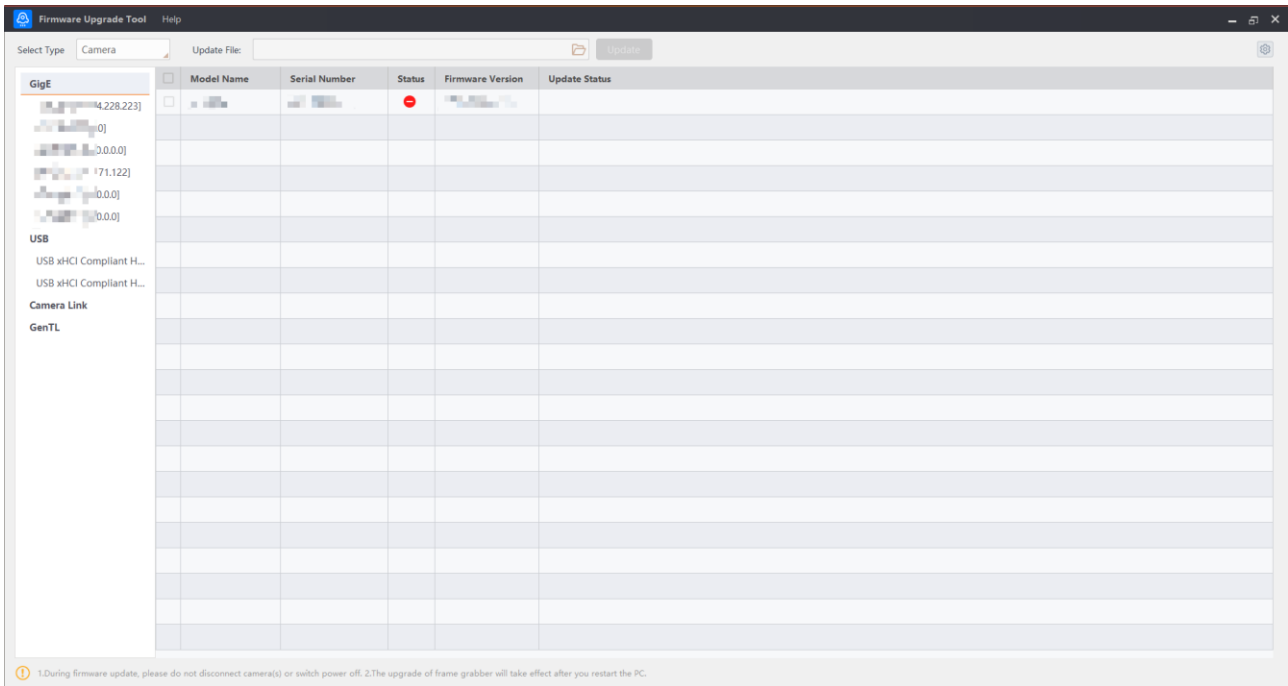 Firmware Upgrade Tool Help
Select Type Camera Update File: Update
GigE Model Name Serial Number Status Firmware Version Update Status
4.228.223]
.0]
0.0.0.0]
71.122]
0.0.0]
0.0.0]
USB
USB xHCI Compliant H...
USB xHCI Compliant H...
Camera Link
GenTL
1.During firmware update, please do not disconnect camera(s) or switch power off. 2.The upgrade of frame grabber will take effect after you restart the PC.